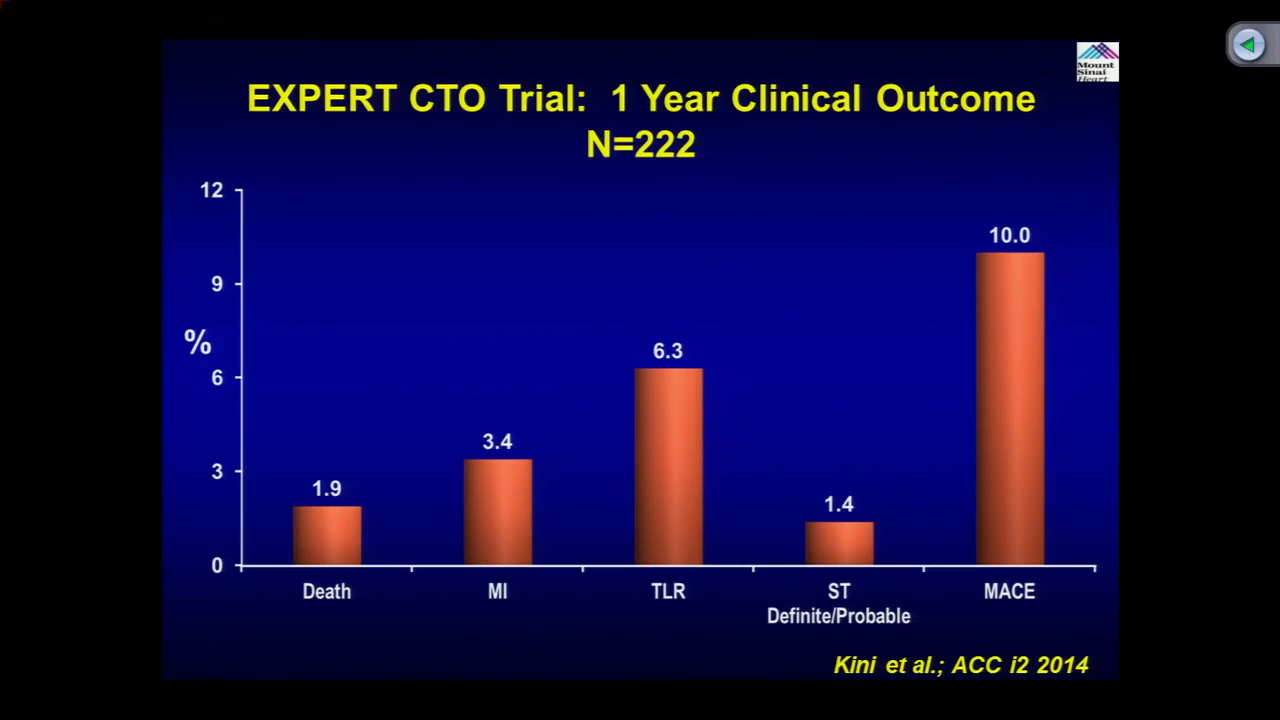 Mount
Sinai
Heart
EXPERT CTO Trial: 1 Year Clinical Outcome
N=222
12
9
%
6
3
0
1.9
3.4
6.3
1.4
10.0
Death
MI
TLR
ST
Definite/Probable
MACE
Kini et al.; ACC i2 2014